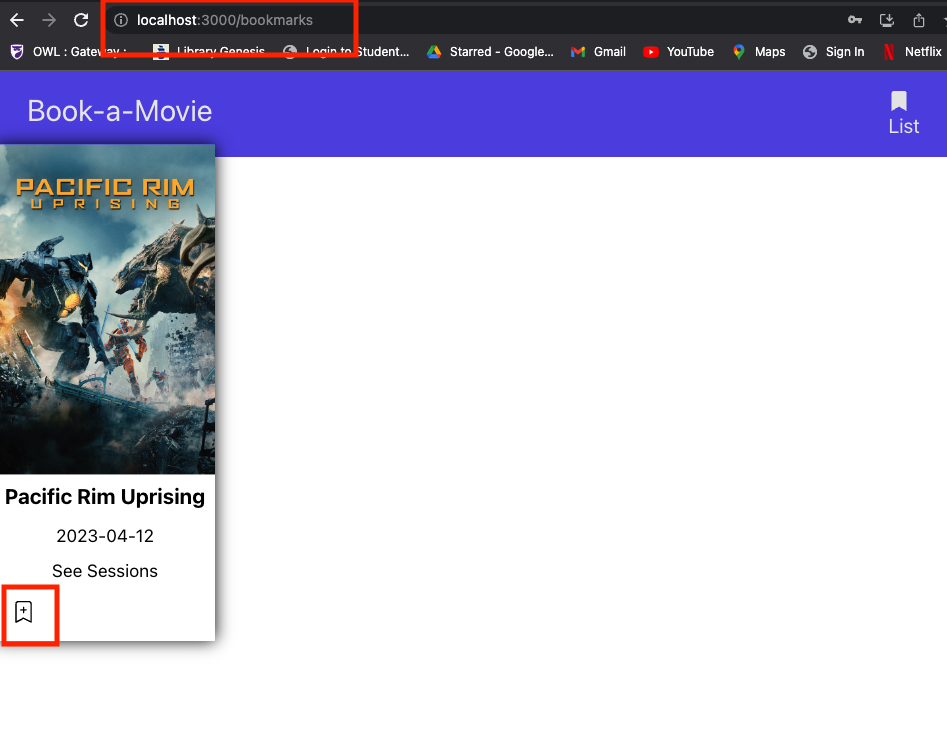 localhost:3000/bookmarks
OWL : Gateway : Library Genesis Login to Student... Starred - Google... Gmail YouTube Maps Sign In Netflix
Book-a-Movie
List
PACIFIC RIM
UPRISING
Pacific Rim Uprising
2023-04-12
See Sessions